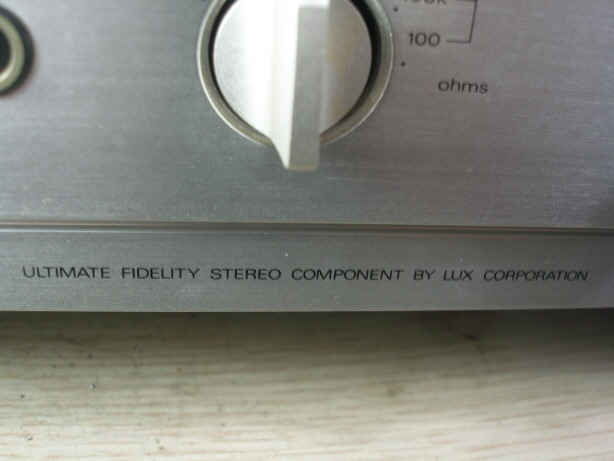 100
ohms
ULTIMATE FIDELITY STEREO COMPONENT BY LUX CORPORATION